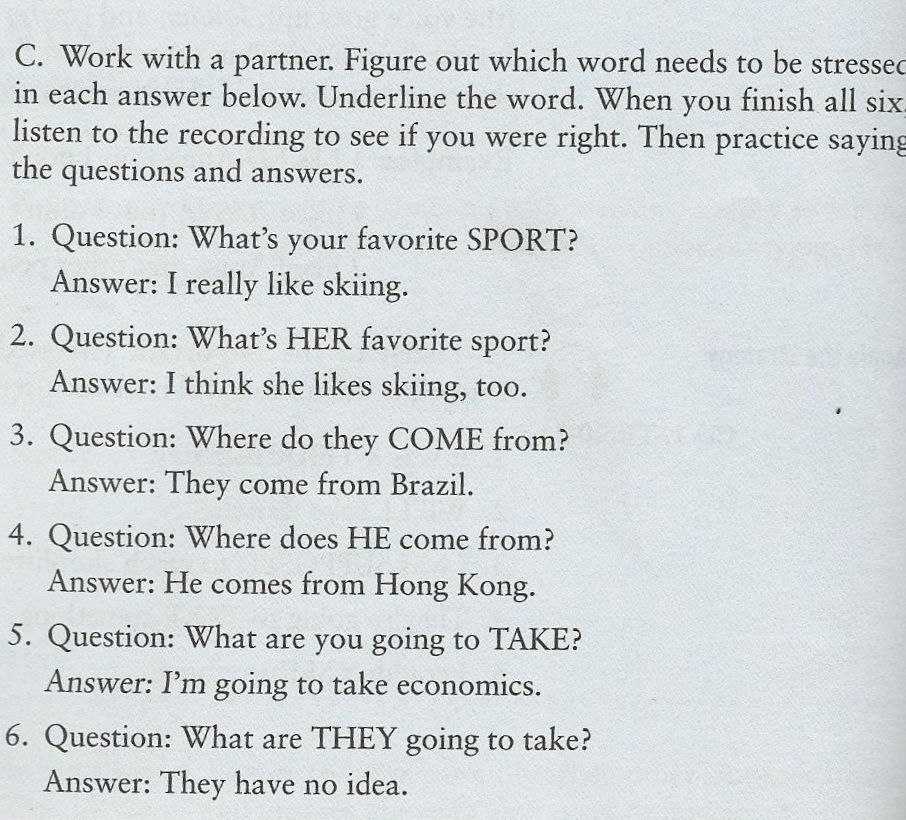 C. Work with a partner. Figure out which word needs to be stressed
in each answer below. Underline the word. When you finish all six,
listen to the recording to see if you were right. Then practice saying
the questions and answers.
1. Question: What's your favorite SPORT?
Answer: I really like skiing.
2. Question: What's HER favorite sport?
Answer: I think she likes skiing, too.
3. Question: Where do they COME from?
Answer: They come from Brazil.
4. Question: Where does HE come from?
Answer: He comes from Hong Kong.
5. Question: What are you going to TAKE?
Answer: I'm going to take economics.
6. Question: What are THEY going to take?
Answer: They have no idea.